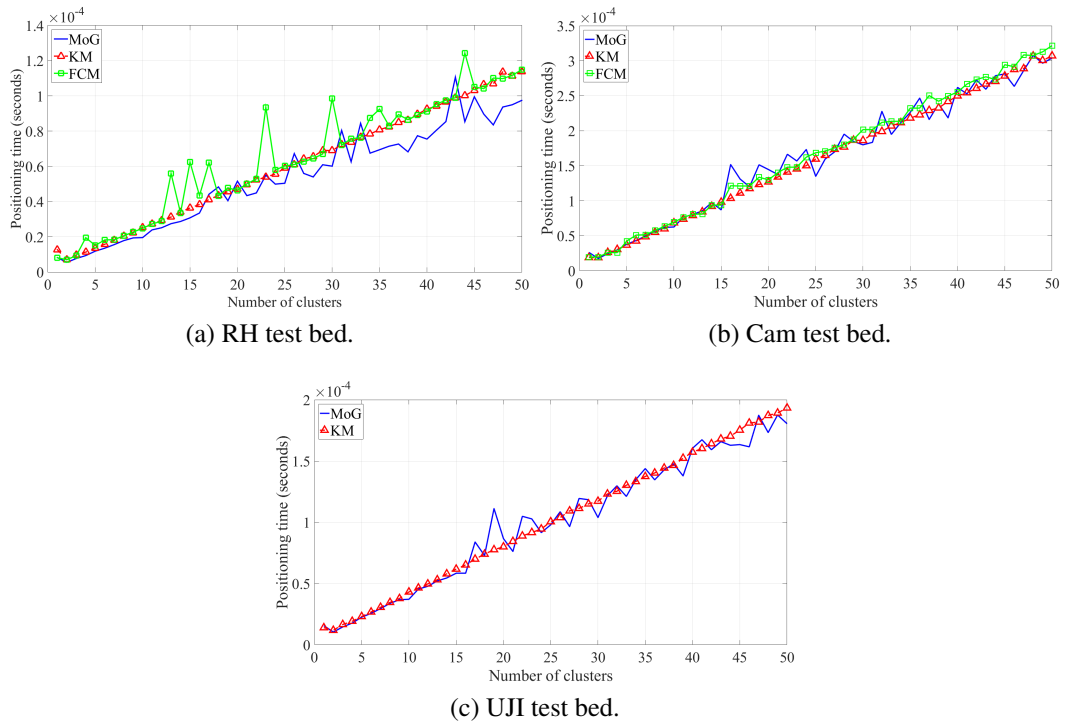 ×10⁻⁴
1.4
1.2
1
0.8
0.6
0.4
0.2
0
Positioning time (seconds)
MoG
KM
FCM
0 5 10 15 20 25 30 35 40 45 50
Number of clusters
(a) RH test bed.
×10⁻⁴
3.5
3
2.5
2
1.5
1
0.5
0
Positioning time (seconds)
MoG
KM
FCM
0 5 10 15 20 25 30 35 40 45 50
Number of clusters
(b) Cam test bed.
×10⁻⁴
2
1.5
1
0.5
0
Positioning time (seconds)
MoG
KM
0 5 10 15 20 25 30 35 40 45 50
Number of clusters
(c) UJI test bed.